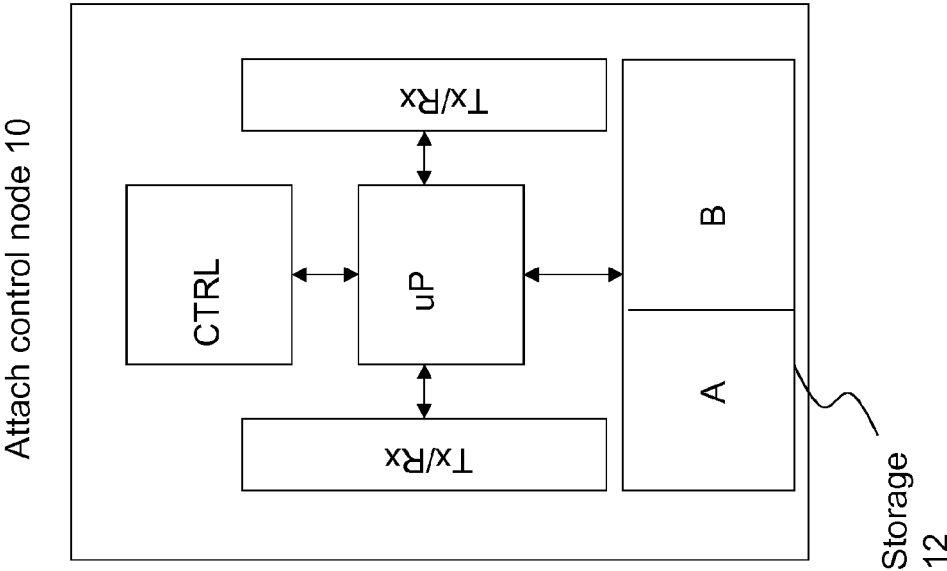 Attach control node 10
Tx/Rx
CTRL
uP
Tx/Rx
A
B
Storage
12